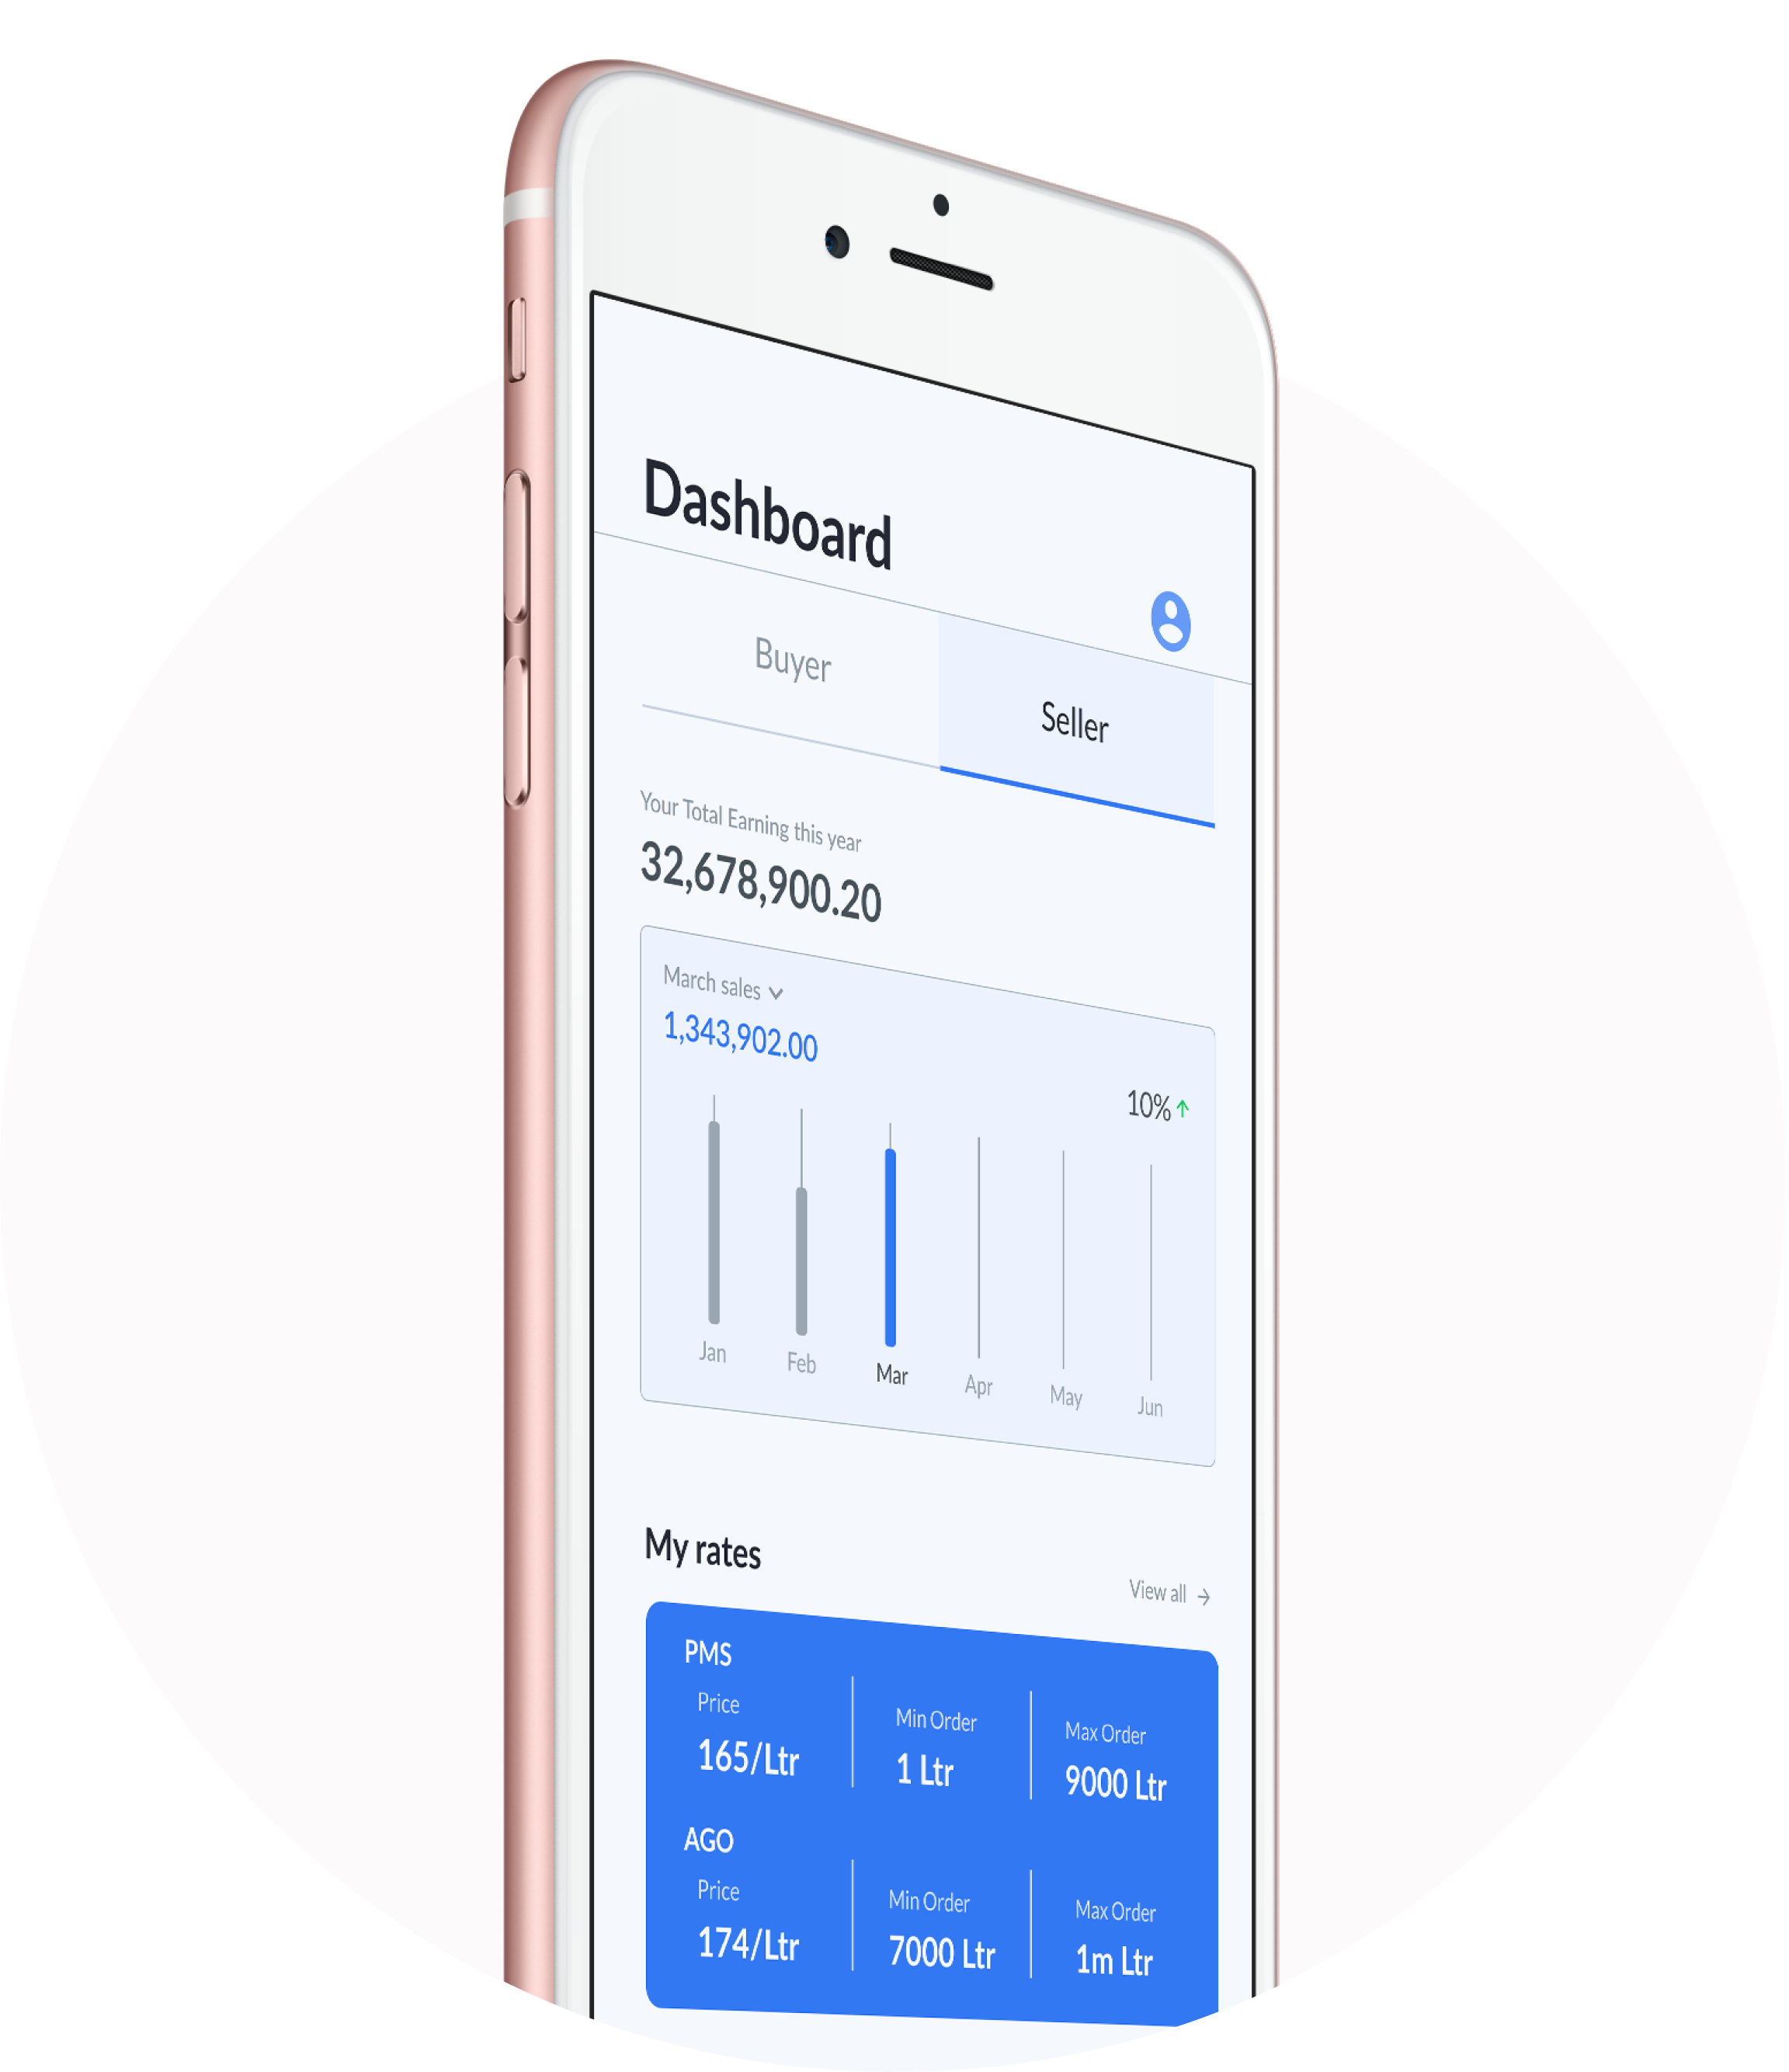 Dashboard
Buyer
Seller
Your Total Earning this year
32,678,900.20
March sales
1,343,902.00
10%
Jan
Feb
Mar
Apr
May
Jun
My rates
View all
PMS
Price
Min Order
Max Order
165/Ltr
1 Ltr
9000 Ltr
AGO
Price
Min Order
Max Order
174/Ltr
7000 Ltr
1m Ltr